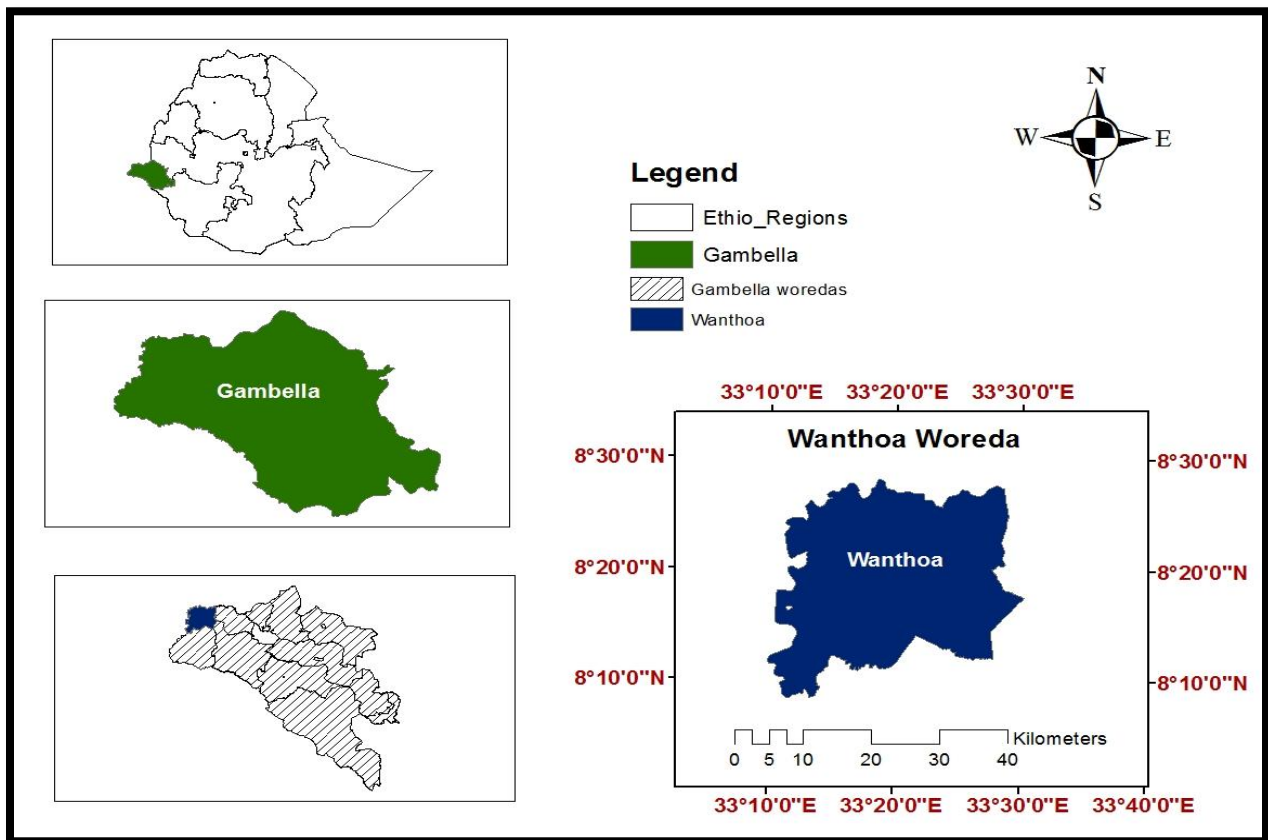 N
W E
S
Legend
Ethio_Regions
Gambella
Gambella woredas
Wanthoa
Gambella
33°10'0"E 33°20'0"E 33°30'0"E
Wanthoa Woreda
8°30'0"N 8°30'0"N
Wanthoa
8°20'0"N 8°20'0"N
8°10'0"N 8°10'0"N
Kilometers
0 5 10 20 30 40
33°10'0"E 33°20'0"E 33°30'0"E 33°40'0"E